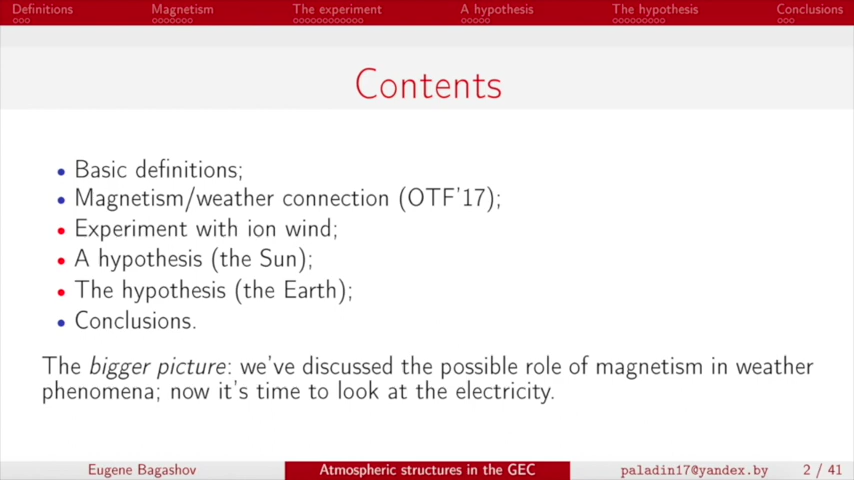 Definitions Magnetism The experiment A hypothesis The hypothesis Conclusions
Contents
• Basic definitions;
• Magnetism/weather connection (OTF'17);
• Experiment with ion wind;
• A hypothesis (the Sun);
• The hypothesis (the Earth);
• Conclusions.
The bigger picture: we've discussed the possible role of magnetism in weather
phenomena; now it's time to look at the electricity.
Eugene Bagashov Atmospheric structures in the GEC paladin17@yandex.by 2 / 41